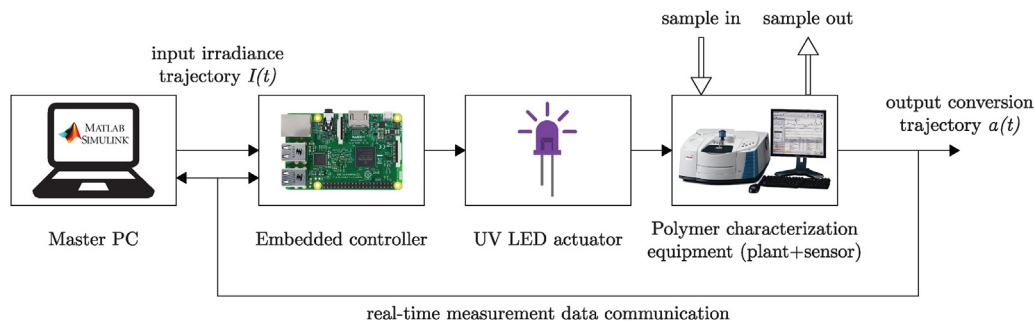 sample in
sample out
input irradiance
trajectory I(t)
output conversion
trajectory a(t)
MATLAB
SIMULINK
Master PC
Embedded controller
UV LED actuator
Polymer characterization
equipment (plant+sensor)
real-time measurement data communication